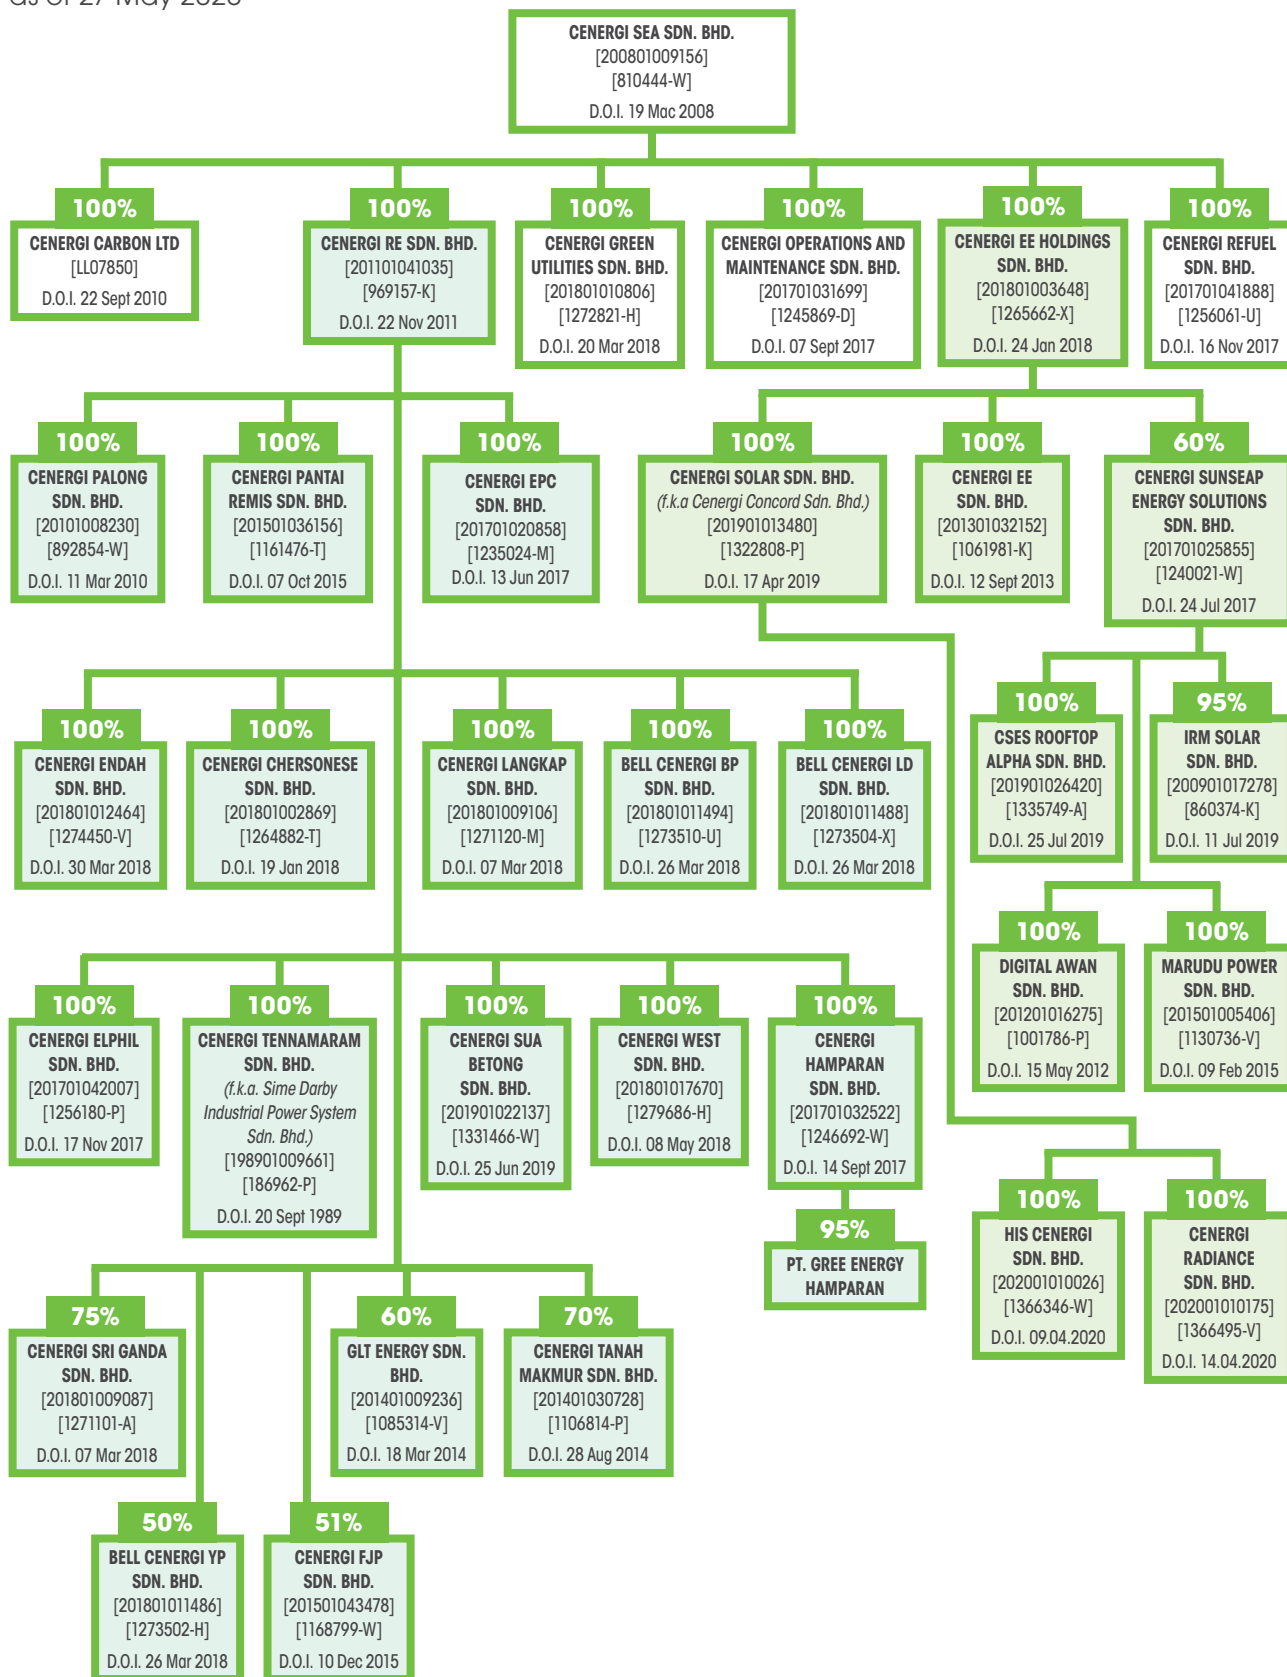 as of 27 May 2020
CENERGI SEA SDN. BHD.
[200801009156]
[810444-W]
D.O.I. 19 Mac 2008
100%
CENERGI CARBON LTD
[LL07850]
D.O.I. 22 Sept 2010
100%
CENERGI RE SDN. BHD.
[201101041035]
[969157-K]
D.O.I. 22 Nov 2011
100%
CENERGI GREEN
UTILITIES SDN. BHD.
[201801010806]
[1272821-H]
D.O.I. 20 Mar 2018
100%
CENERGI OPERATIONS AND
MAINTENANCE SDN. BHD.
[201701031699]
[1245869-D]
D.O.I. 07 Sept 2017
100%
CENERGI EE HOLDINGS
SDN. BHD.
[201801003648]
[1265662-X]
D.O.I. 24 Jan 2018
100%
CENERGI REFUEL
SDN. BHD.
[201701041888]
[1256061-U]
D.O.I. 16 Nov 2017
100%
CENERGI PALONG
SDN. BHD.
[20101008230]
[892854-W]
D.O.I. 11 Mar 2010
100%
CENERGI PANTAI
REMIS SDN. BHD.
[201501036156]
[1161476-T]
D.O.I. 07 Oct 2015
100%
CENERGI EPC
SDN. BHD.
[201701020858]
[1235024-M]
D.O.I. 13 Jun 2017
100%
CENERGI SOLAR SDN. BHD.
(f.k.a Cenergi Concord Sdn. Bhd.)
[201901013480]
[1322808-P]
D.O.I. 17 Apr 2019
100%
CENERGI EE
SDN. BHD.
[201301032152]
[1061981-K]
D.O.I. 12 Sept 2013
60%
CENERGI SUNSEAP
ENERGY SOLUTIONS
SDN. BHD.
[201701025855]
[1240021-W]
D.O.I. 24 Jul 2017
100%
CENERGI ENDAH
SDN. BHD.
[201801012464]
[1274450-V]
D.O.I. 30 Mar 2018
100%
CENERGI CHERSONESE
SDN. BHD.
[201801002869]
[1264882-T]
D.O.I. 19 Jan 2018
100%
CENERGI LANGKAP
SDN. BHD.
[201801009106]
[1271120-M]
D.O.I. 07 Mar 2018
100%
BELL CENERGI BP
SDN. BHD.
[201801011494]
[1273510-U]
D.O.I. 26 Mar 2018
100%
BELL CENERGI LD
SDN. BHD.
[201801011488]
[1273504-X]
D.O.I. 26 Mar 2018
100%
CSES ROOFTOP
ALPHA SDN. BHD.
[201901026420]
[1335749-A]
D.O.I. 25 Jul 2019
95%
IRM SOLAR
SDN. BHD.
[200901017278]
[860374-K]
D.O.I. 11 Jul 2019
100%
DIGITAL AWAN
SDN. BHD.
[201201016275]
[1001786-P]
D.O.I. 15 May 2012
100%
MARUDU POWER
SDN. BHD.
[201501005406]
[1130736-V]
D.O.I. 09 Feb 2015
100%
CENERGI ELPHIL
SDN. BHD.
[201701042007]
[1256180-P]
D.O.I. 17 Nov 2017
100%
CENERGI TENNAMARAM
SDN. BHD.
(f.k.a. Sime Darby
Industrial Power System
Sdn. Bhd.)
[198901009661]
[186962-P]
D.O.I. 20 Sept 1989
100%
CENERGI SUA
BETONG
SDN. BHD.
[201901022137]
[1331466-W]
D.O.I. 25 Jun 2019
100%
CENERGI WEST
SDN. BHD.
[201801017670]
[1279686-H]
D.O.I. 08 May 2018
100%
CENERGI
HAMPARAN
SDN. BHD.
[201701032522]
[1246692-W]
D.O.I. 14 Sept 2017
95%
PT. GREE ENERGY
HAMPARAN
100%
HIS CENERGI
SDN. BHD.
[202001010026]
[1366346-W]
D.O.I. 09.04.2020
100%
CENERGI
RADIANCE
SDN. BHD.
[202001010175]
[1366495-V]
D.O.I. 14.04.2020
75%
CENERGI SRI GANDA
SDN. BHD.
[201801009087]
[1271101-A]
D.O.I. 07 Mar 2018
60%
GLT ENERGY SDN.
BHD.
[201401009236]
[1085314-V]
D.O.I. 18 Mar 2014
70%
CENERGI TANAH
MAKMUR SDN. BHD.
[201401030728]
[1106814-P]
D.O.I. 28 Aug 2014
50%
BELL CENERGI YP
SDN. BHD.
[201801011486]
[1273502-H]
D.O.I. 26 Mar 2018
51%
CENERGI FJP
SDN. BHD.
[201501043478]
[1168799-W]
D.O.I. 10 Dec 2015